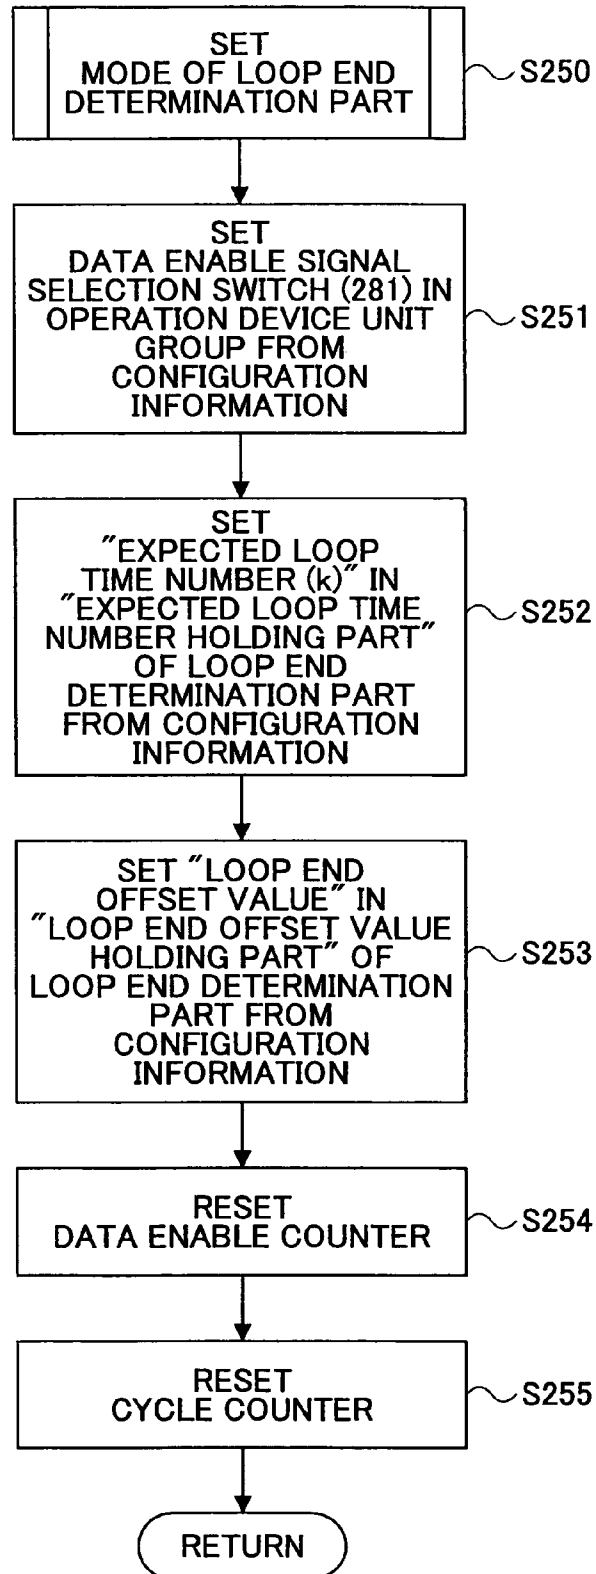 SET
MODE OF LOOP END
DETERMINATION PART
S250
SET
DATA ENABLE SIGNAL
SELECTION SWITCH (281) IN
OPERATION DEVICE UNIT
GROUP FROM
CONFIGURATION
INFORMATION
S251
SET
"EXPECTED LOOP
TIME NUMBER (k)" IN
"EXPECTED LOOP TIME
NUMBER HOLDING PART"
OF LOOP END
DETERMINATION PART
FROM CONFIGURATION
INFORMATION
S252
SET "LOOP END
OFFSET VALUE" IN
"LOOP END OFFSET VALUE
HOLDING PART" OF
LOOP END DETERMINATION
PART FROM
CONFIGURATION
INFORMATION
S253
RESET
DATA ENABLE COUNTER
S254
RESET
CYCLE COUNTER
S255
RETURN